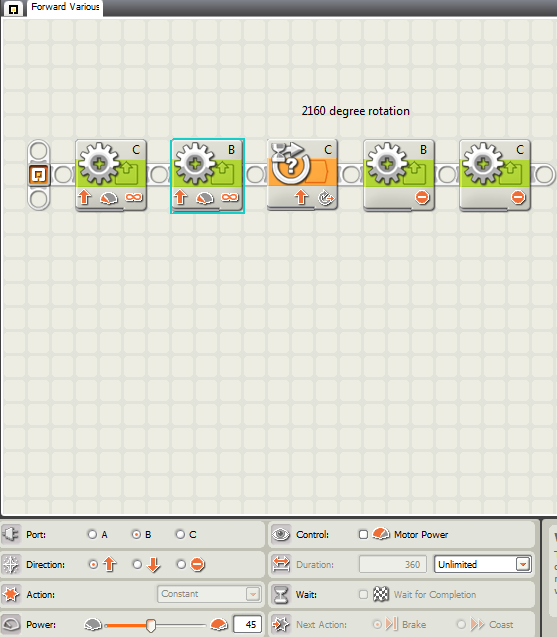 Forward Various
2160 degree rotation
C B C B C
Port: A B C
Direction:
Action: Constant
Power: 45
Control: Motor Power
Duration: 360 Unlimited
Wait: Wait for Completion
Next Action: Brake Coast